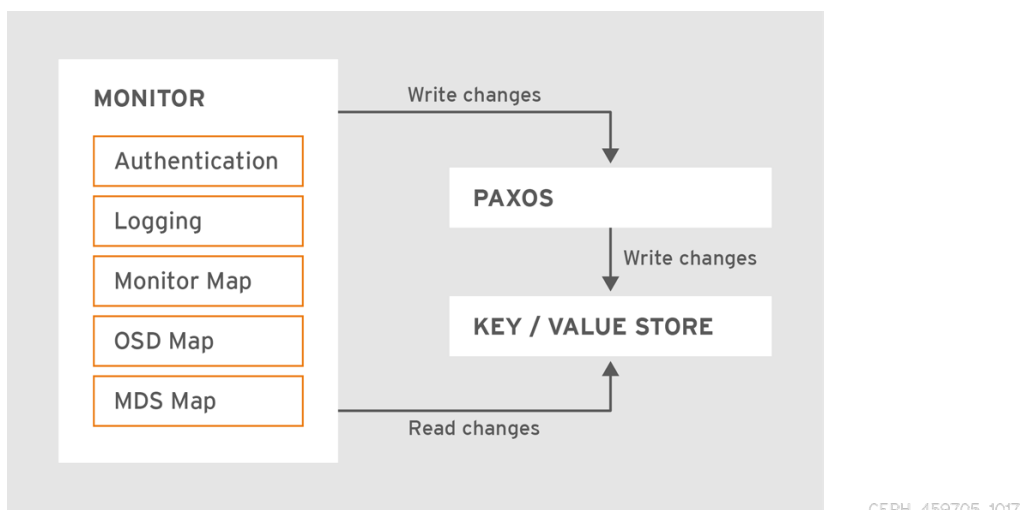 MONITOR
Authentication
Logging
Monitor Map
OSD Map
MDS Map
Write changes
PAXOS
Write changes
KEY / VALUE STORE
Read changes
CEPH_459705_1017